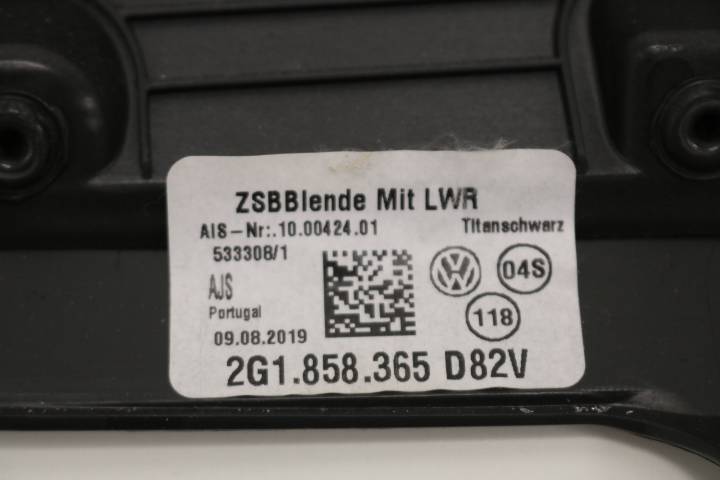 ZSBBlende Mit LWR
AIS-Nr:.10.00424.01 Titanschwarz
533308/1
AJS
Portugal
09.08.2019
VW
04S
118
2G1.858.365 D82V